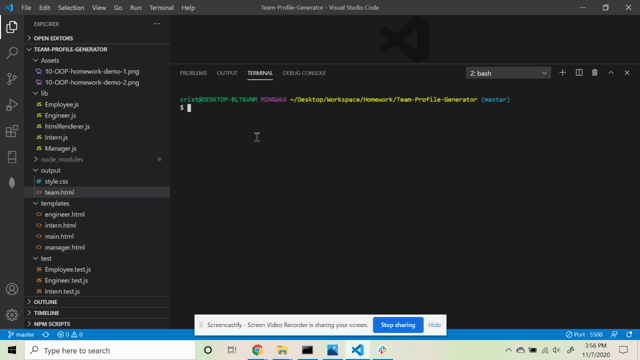 File Edit Selection View Go Run Terminal Help
Team-Profile-Generator - Visual Studio Code
EXPLORER
OPEN EDITORS
TEAM-PROFILE-GENERATOR
Assets
10-OOP-homework-demo-1.png
10-OOP-homework-demo-2.png
lib
Employee.js
Engineer.js
htmlRenderer.js
Intern.js
Manager.js
node_modules
output
style.css
team.html
templates
engineer.html
intern.html
main.html
manager.html
test
Employee.test.js
Engineer.test.js
Intern.test.js
OUTLINE
TIMELINE
NPM SCRIPTS
PROBLEMS OUTPUT TERMINAL DEBUG CONSOLE
2: bash
crist@DESKTOP-BLT6VNM MINGW64 ~/Desktop/Workspace/Homework/Team-Profile-Generator (master)
$
Screencastify - Screen Video Recorder is sharing your screen. Stop sharing Hide
master 0 0 Port : 5500
Type here to search
3:56 PM
11/7/2020